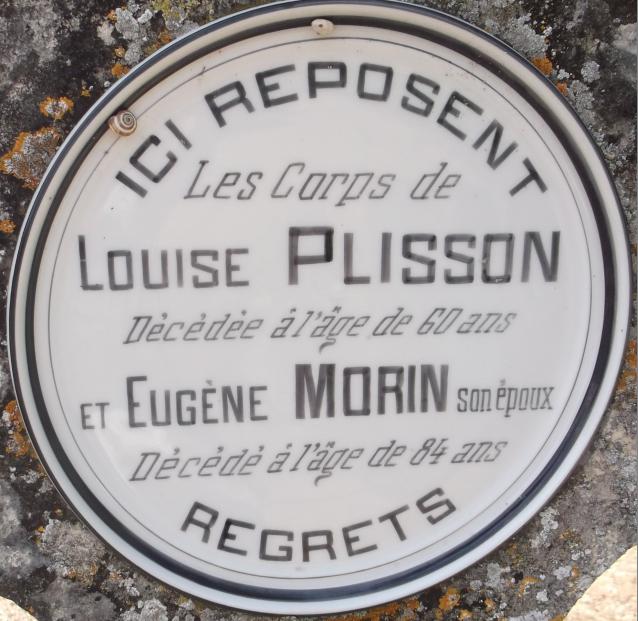 ICI REPOSENT
Les Corps de
LOUISE PLISSON
Décédée à l'âge de 60 ans
ET EUGÈNE MORIN son époux
Décédé à l'âge de 84 ans
REGRETS